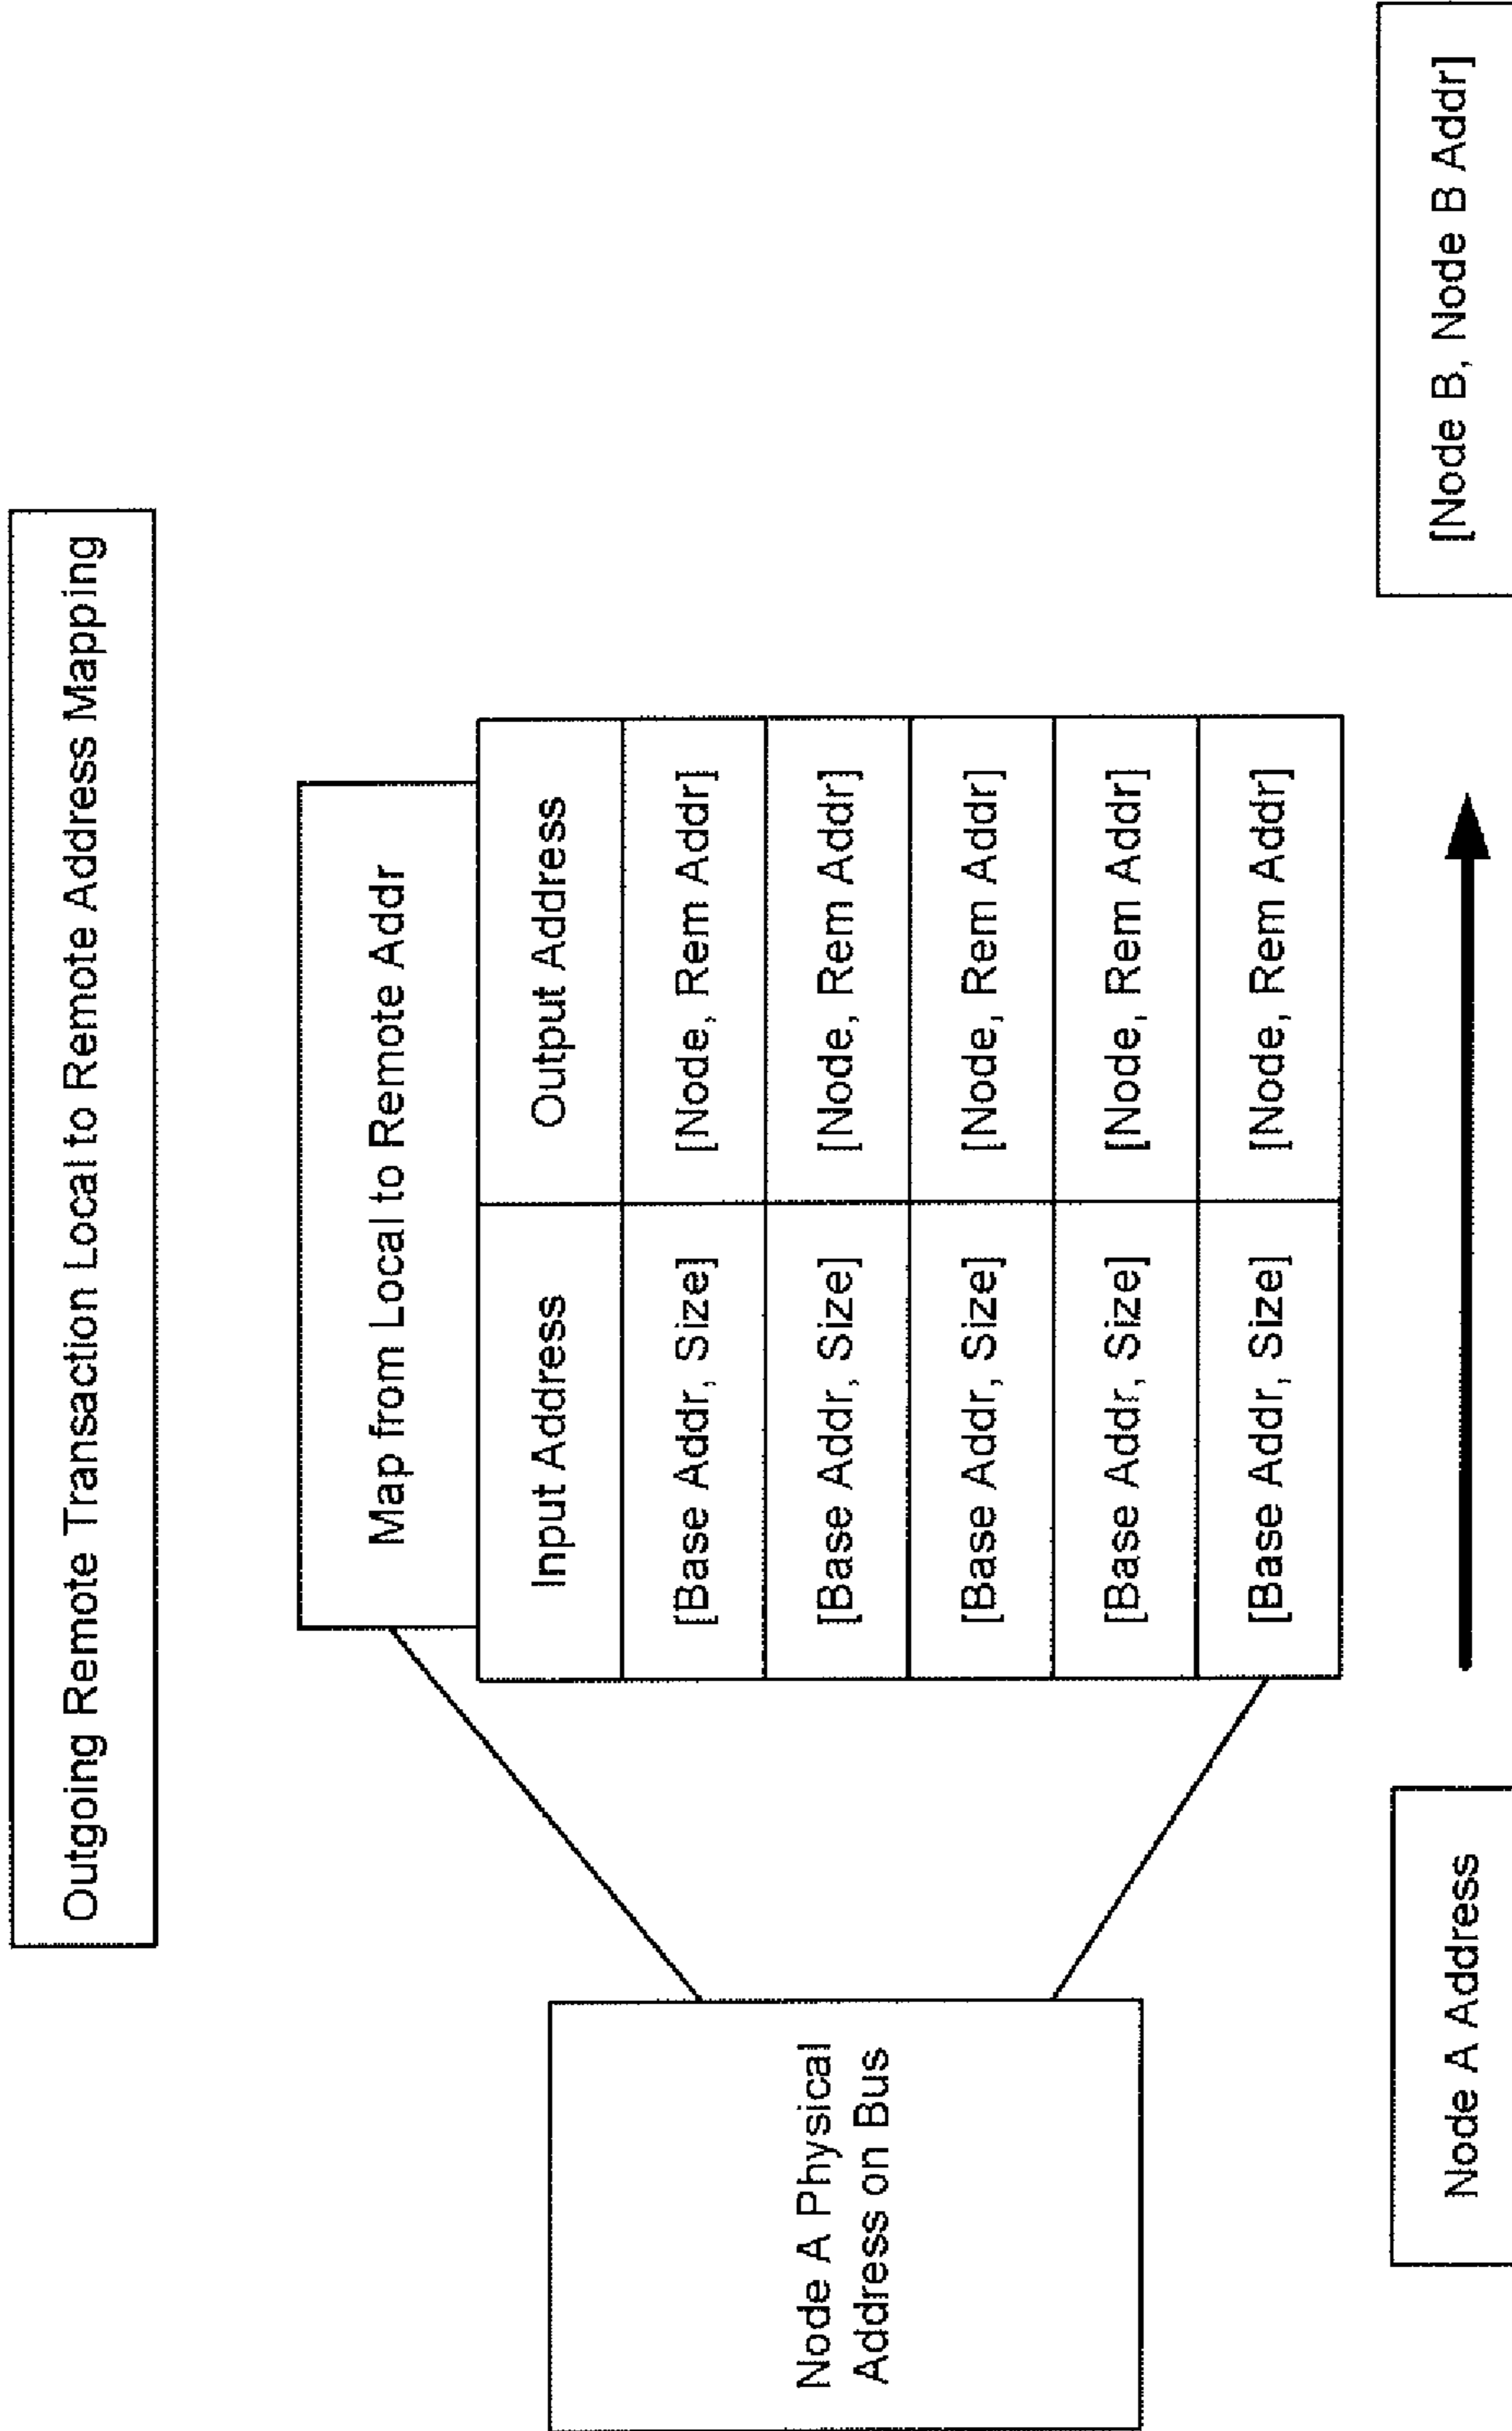 Outgoing Remote Transaction Local to Remote Address Mapping
Node A Physical
Address on Bus
Map from Local to Remote Addr
Input Address Output Address
[Base Addr, Size] [Node, Rem Addr]
[Base Addr, Size] [Node, Rem Addr]
[Base Addr, Size] [Node, Rem Addr]
[Base Addr, Size] [Node, Rem Addr]
[Base Addr, Size] [Node, Rem Addr]
Node A Address
[Node B, Node B Addr]